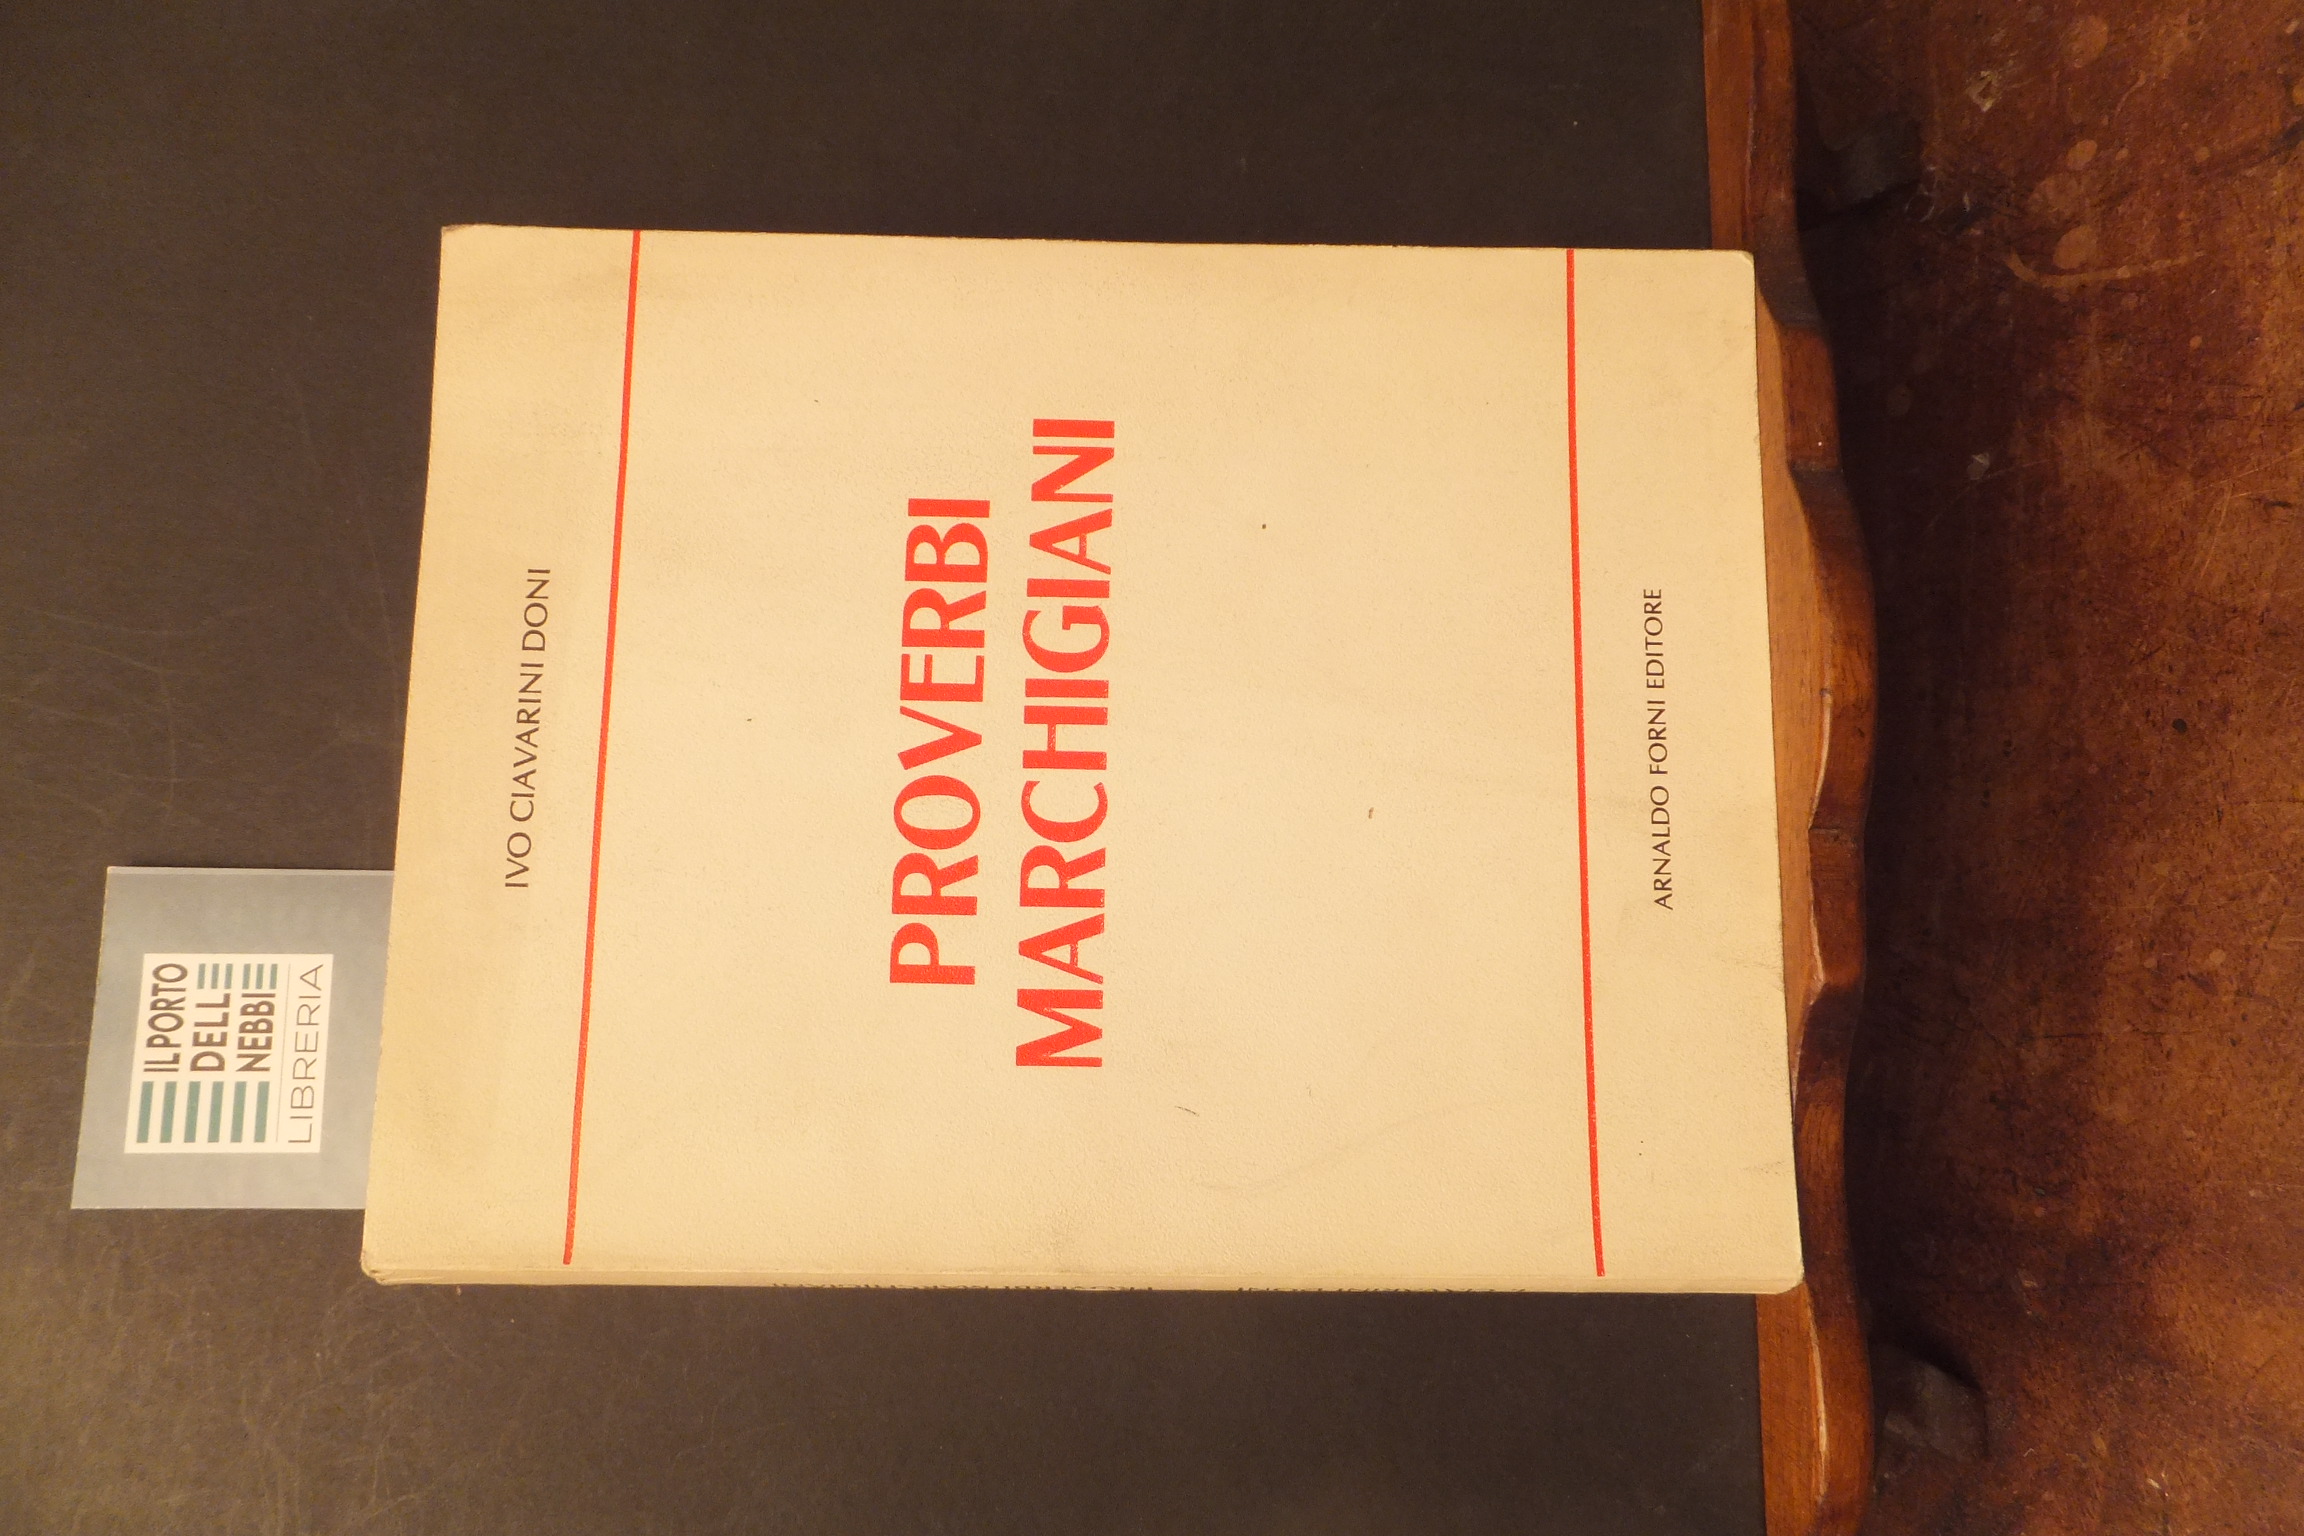 IL PORTO
DELLE
NEBBIE
LIBRERIA
IVO CIAVARINI DONI
PROVERBI
MARCHIGIANI
ARNALDO FORNI EDITORE